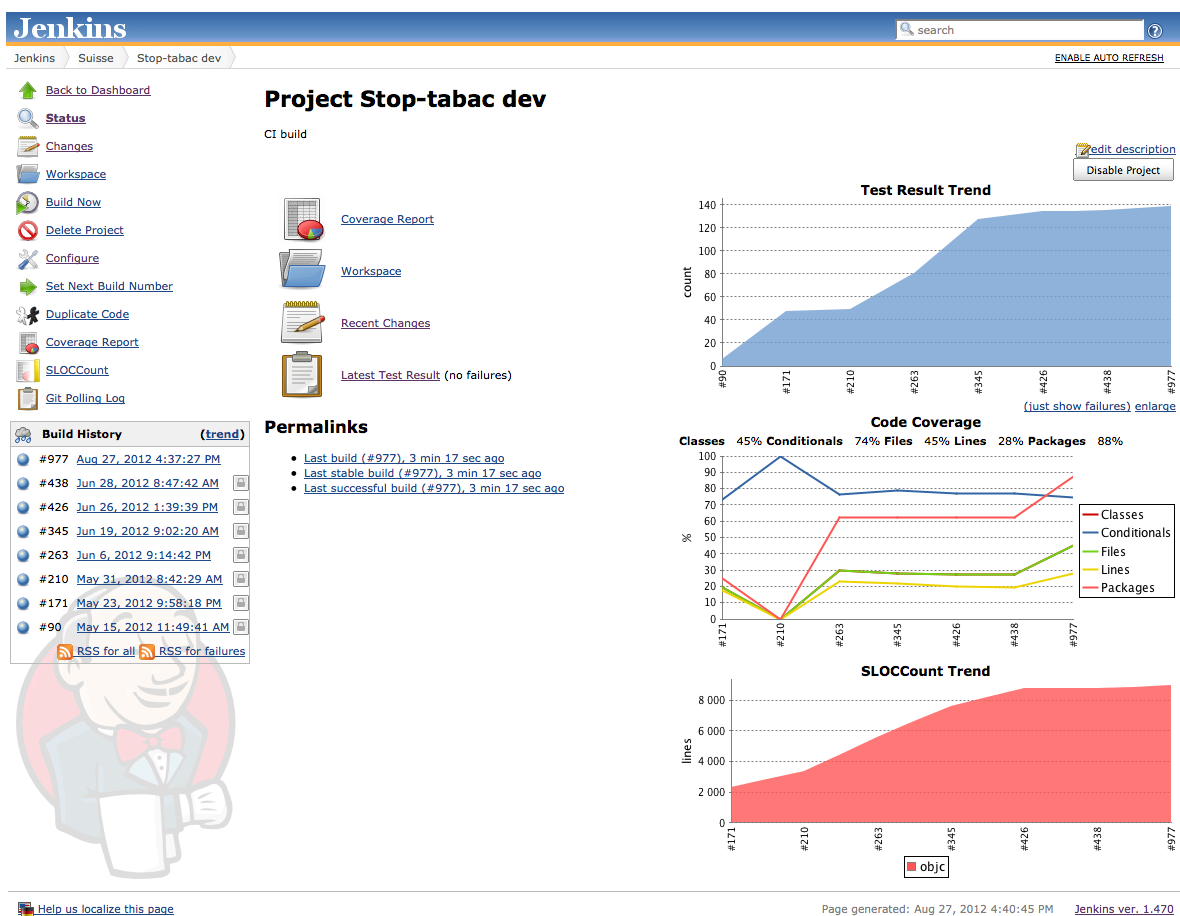 Jenkins
search
Jenkins Suisse Stop-tabac dev
ENABLE AUTO REFRESH
Back to Dashboard
Status
Changes
Workspace
Build Now
Delete Project
Configure
Set Next Build Number
Duplicate Code
Coverage Report
SLOCCount
Git Polling Log
Build History (trend)
#977 Aug 27, 2012 4:37:27 PM
#438 Jun 28, 2012 8:47:42 AM
#426 Jun 26, 2012 1:39:39 PM
#345 Jun 19, 2012 9:02:20 AM
#263 Jun 6, 2012 9:14:42 PM
#210 May 31, 2012 8:42:29 AM
#171 May 23, 2012 9:58:18 PM
#90 May 15, 2012 11:49:41 AM
RSS for all RSS for failures
Project Stop-tabac dev
CI build
edit description
Disable Project
Coverage Report
Workspace
Recent Changes
Latest Test Result (no failures)
Permalinks
Last build (#977), 3 min 17 sec ago
Last stable build (#977), 3 min 17 sec ago
Last successful build (#977), 3 min 17 sec ago
Test Result Trend
count
140
120
100
80
60
40
20
0
#90 #171 #210 #263 #345 #426 #438 #977
(just show failures) enlarge
Code Coverage
Classes 45% Conditionals 74% Files 45% Lines 28% Packages 88%
%
100
90
80
70
60
50
40
30
20
10
0
#171 #210 #263 #345 #426 #438 #977
Classes
Conditionals
Files
Lines
Packages
SLOCCount Trend
lines
8 000
6 000
4 000
2 000
0
#171 #210 #263 #345 #426 #438 #977
objc
Help us localize this page
Page generated: Aug 27, 2012 4:40:45 PM Jenkins ver. 1.470